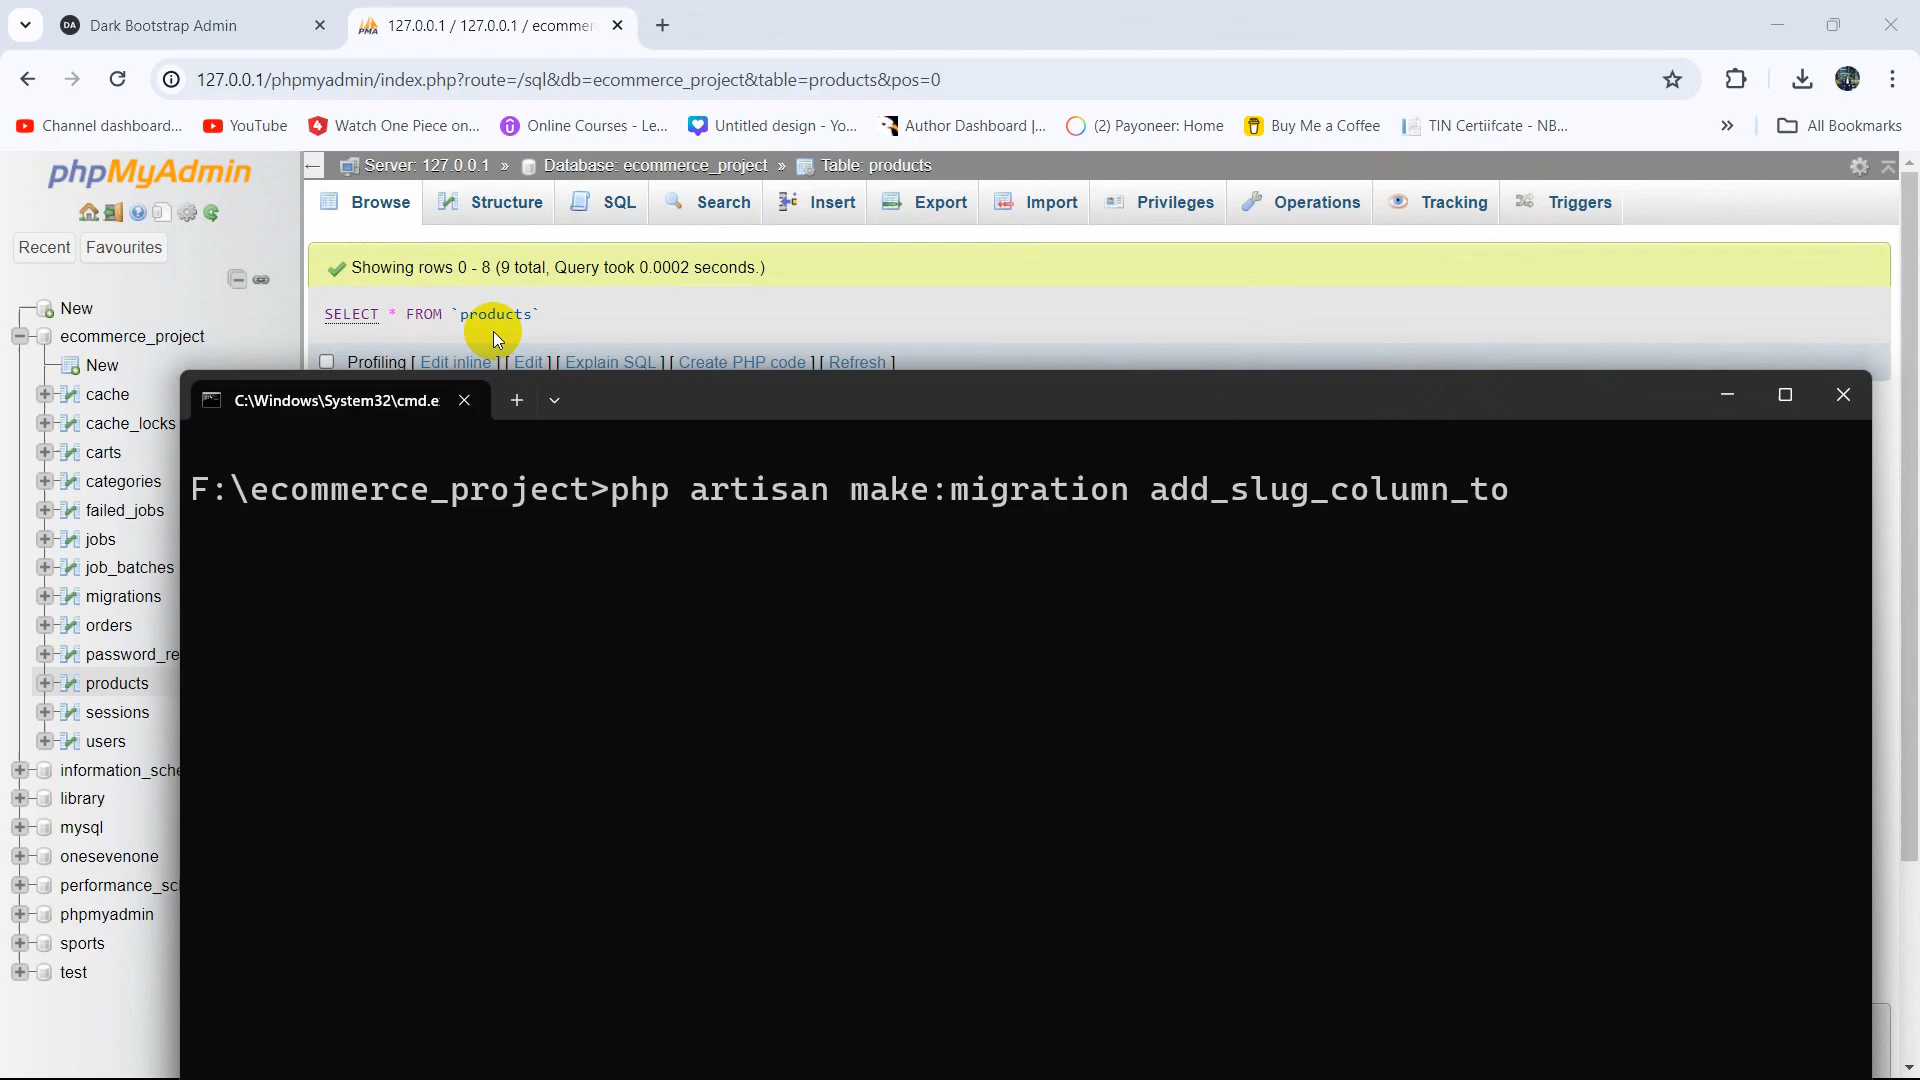 DA Dark Bootstrap Admin
PMA 127.0.0.1 / 127.0.0.1 / ecomme
127.0.0.1/phpmyadmin/index.php?route=/sql&db=ecommerce_project&table=products&pos=0
Channel dashboard... YouTube Watch One Piece on... Online Courses - Le... Untitled design - Yo... Author Dashboard |... (2) Payoneer: Home Buy Me a Coffee TIN Certiifcate - NB... » All Bookmarks
phpMyAdmin
Recent Favourites
New
ecommerce_project
New
cache
cache_locks
carts
categories
failed_jobs
jobs
job_batches
migrations
orders
password_re
products
sessions
users
information_sche
library
mysql
onesevenone
performance_sc
phpmyadmin
sports
test
Server: 127.0.0.1 » Database: ecommerce_project » Table: products
Browse Structure SQL Search Insert Export Import Privileges Operations Tracking Triggers
Showing rows 0 - 8 (9 total, Query took 0.0002 seconds.)
SELECT * FROM `products`
Profiling [ Edit inline ] [ Edit ] [ Explain SQL ] [ Create PHP code ] [ Refresh ]
C:\Windows\System32\cmd.e
F:\ecommerce_project>php artisan make:migration add_slug_column_to